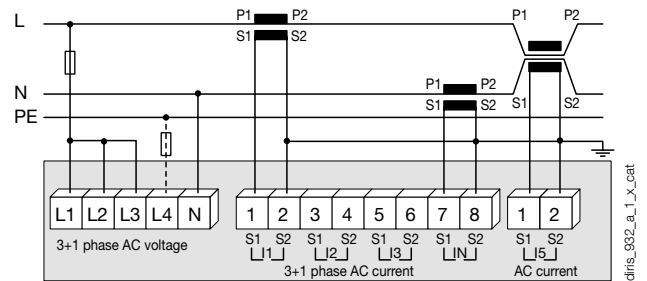 L P1 P2 P1 P2
S1 S2
N P1 P2
S1 S2 S1 S2
PE
L1 L2 L3 L4 N 1 2 3 4 5 6 7 8 1 2
3+1 phase AC voltage
S1 S2 S1 S2 S1 S2 S1 S2 S1 S2
I1 I2 I3 IN I5
3+1 phase AC current AC current
diris_932_a_1_x_cat